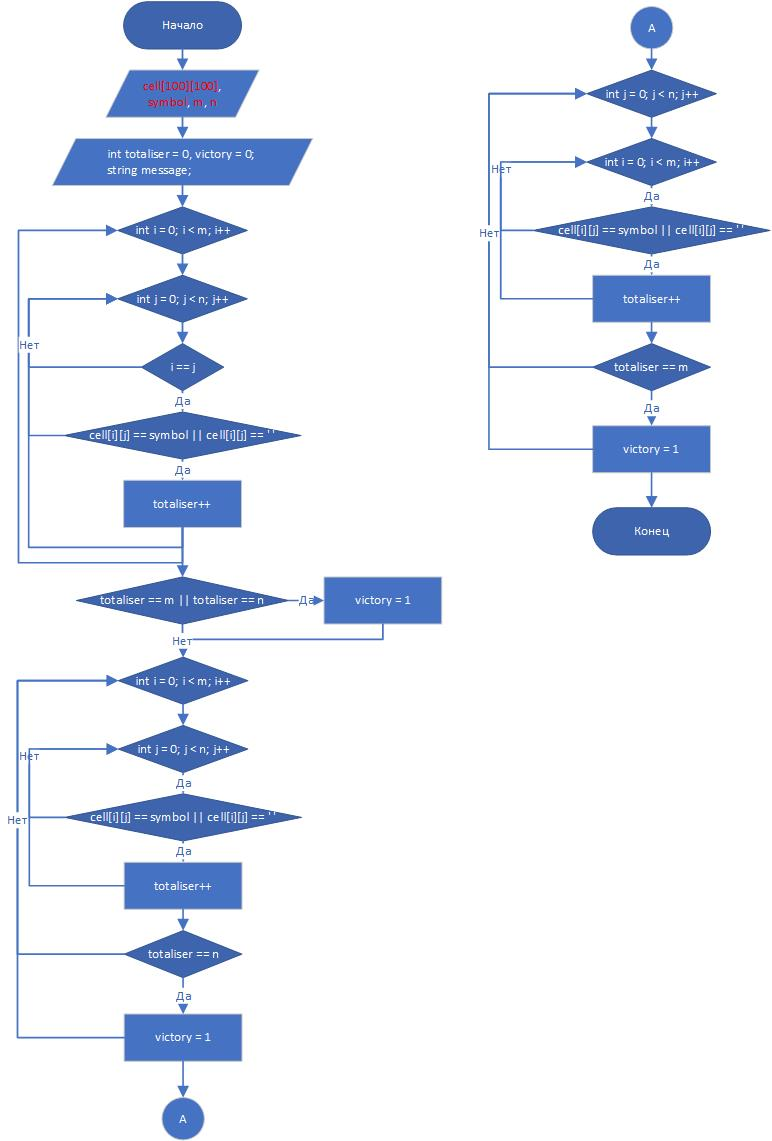 Начало
cell[100][100],
symbol, m, n
int totaliser = 0, victory = 0;
string message;
int i = 0; i < m; i++
int j = 0; j < n; j++
Нет
i == j
Да
cell[i][j] == symbol || cell[i][j] == ' '
Да
totaliser++
totaliser == m || totaliser == n
Да
victory = 1
Нет
int i = 0; i < m; i++
int j = 0; j < n; j++
Нет
Да
cell[i][j] == symbol || cell[i][j] == ' '
Нет
Да
totaliser++
totaliser == n
Да
victory = 1
A
A
int j = 0; j < n; j++
int i = 0; i < m; i++
Нет
Да
cell[i][j] == symbol || cell[i][j] == ' '
Нет
Да
totaliser++
totaliser == m
Да
victory = 1
Конец